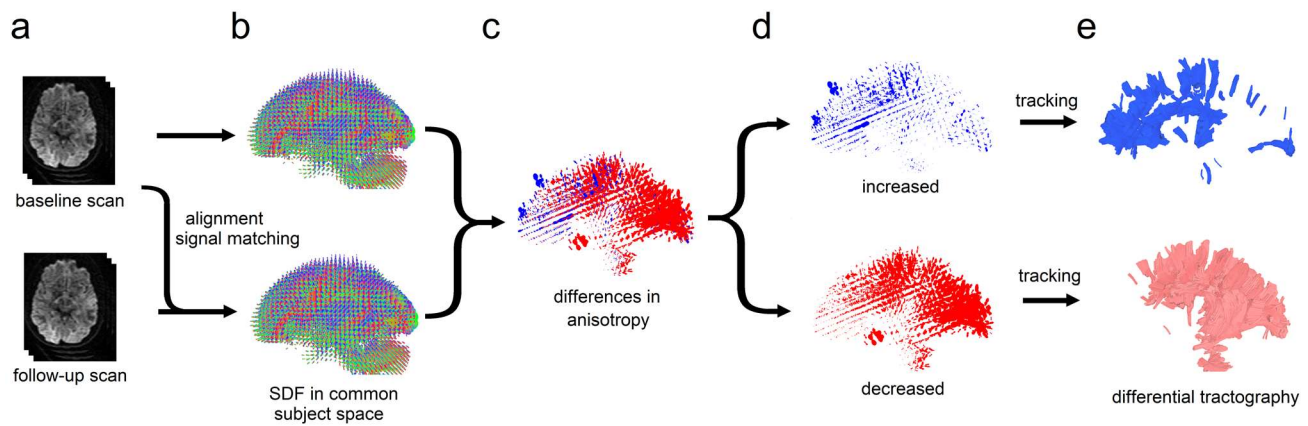 a
b
c
d
e
baseline scan
alignment
signal matching
follow-up scan
SDF in common
subject space
differences in
anisotropy
increased
decreased
tracking
tracking
differential tractography